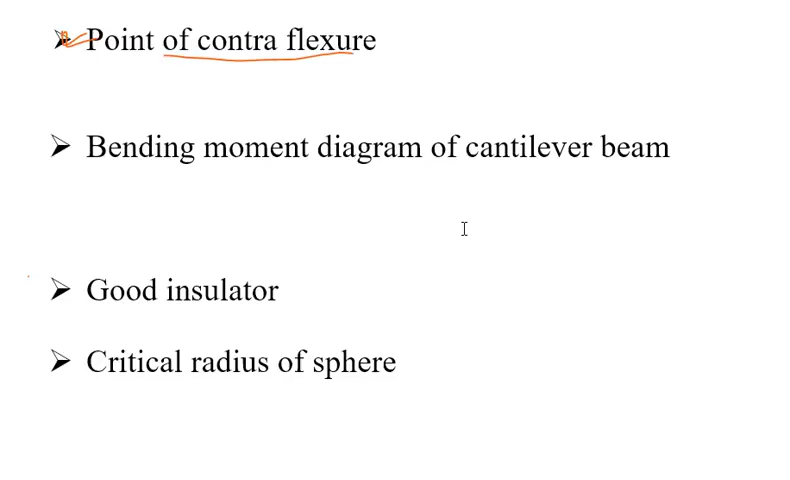 Point of contra flexure
Bending moment diagram of cantilever beam
Good insulator
Critical radius of sphere